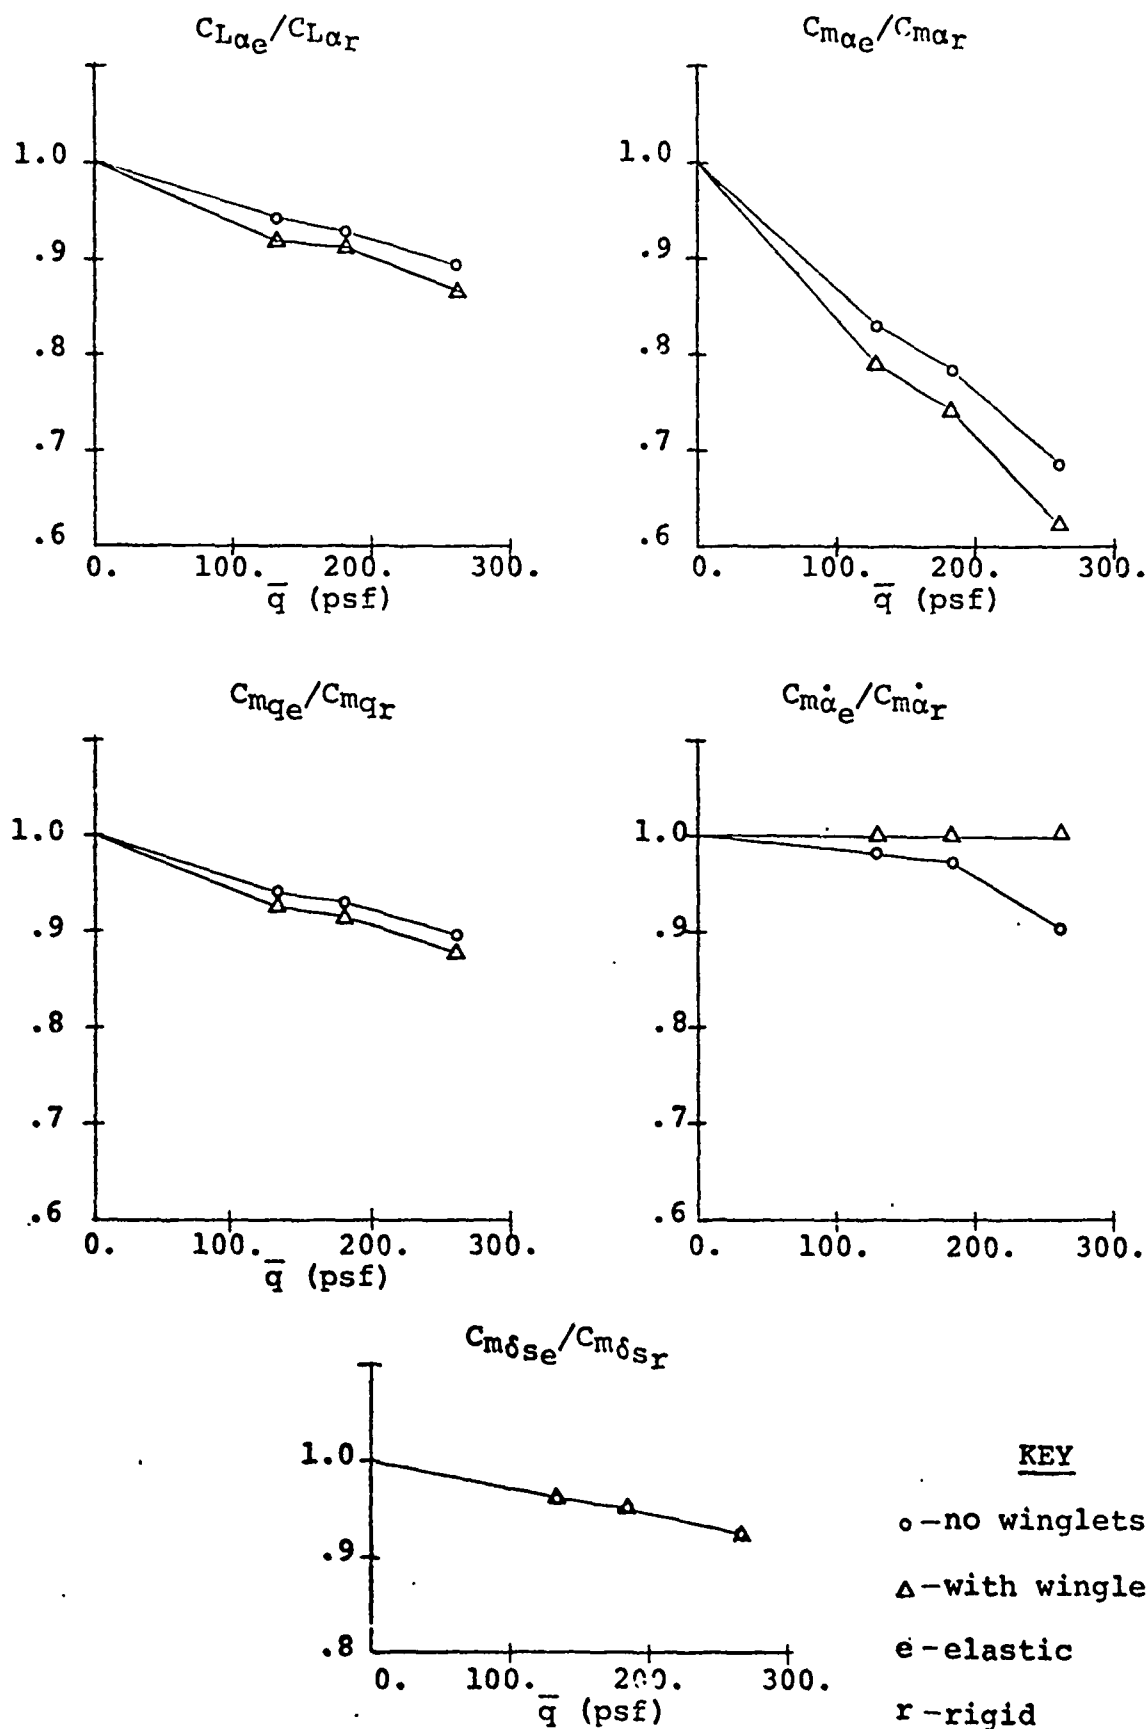 CLαe/CLαr
1.0
.9
.8
.7
.6
0. 100. 200. 300.
q̅ (psf)
Cmαe/Cmαr
1.0
.9
.8
.7
.6
0. 100. 200. 300.
q̅ (psf)
Cmqe/Cmqr
1.0
.9
.8
.7
.6
0. 100. 200. 300.
q̅ (psf)
Cmα̇e/Cmα̇r
1.0
.9
.8
.7
.6
0. 100. 200. 300.
Cmδse/Cmδsr
1.0
.9
.8
0. 100. 200. 300.
q̅ (psf)
KEY
o-no winglets
Δ-with wingle
e-elastic
r-rigid